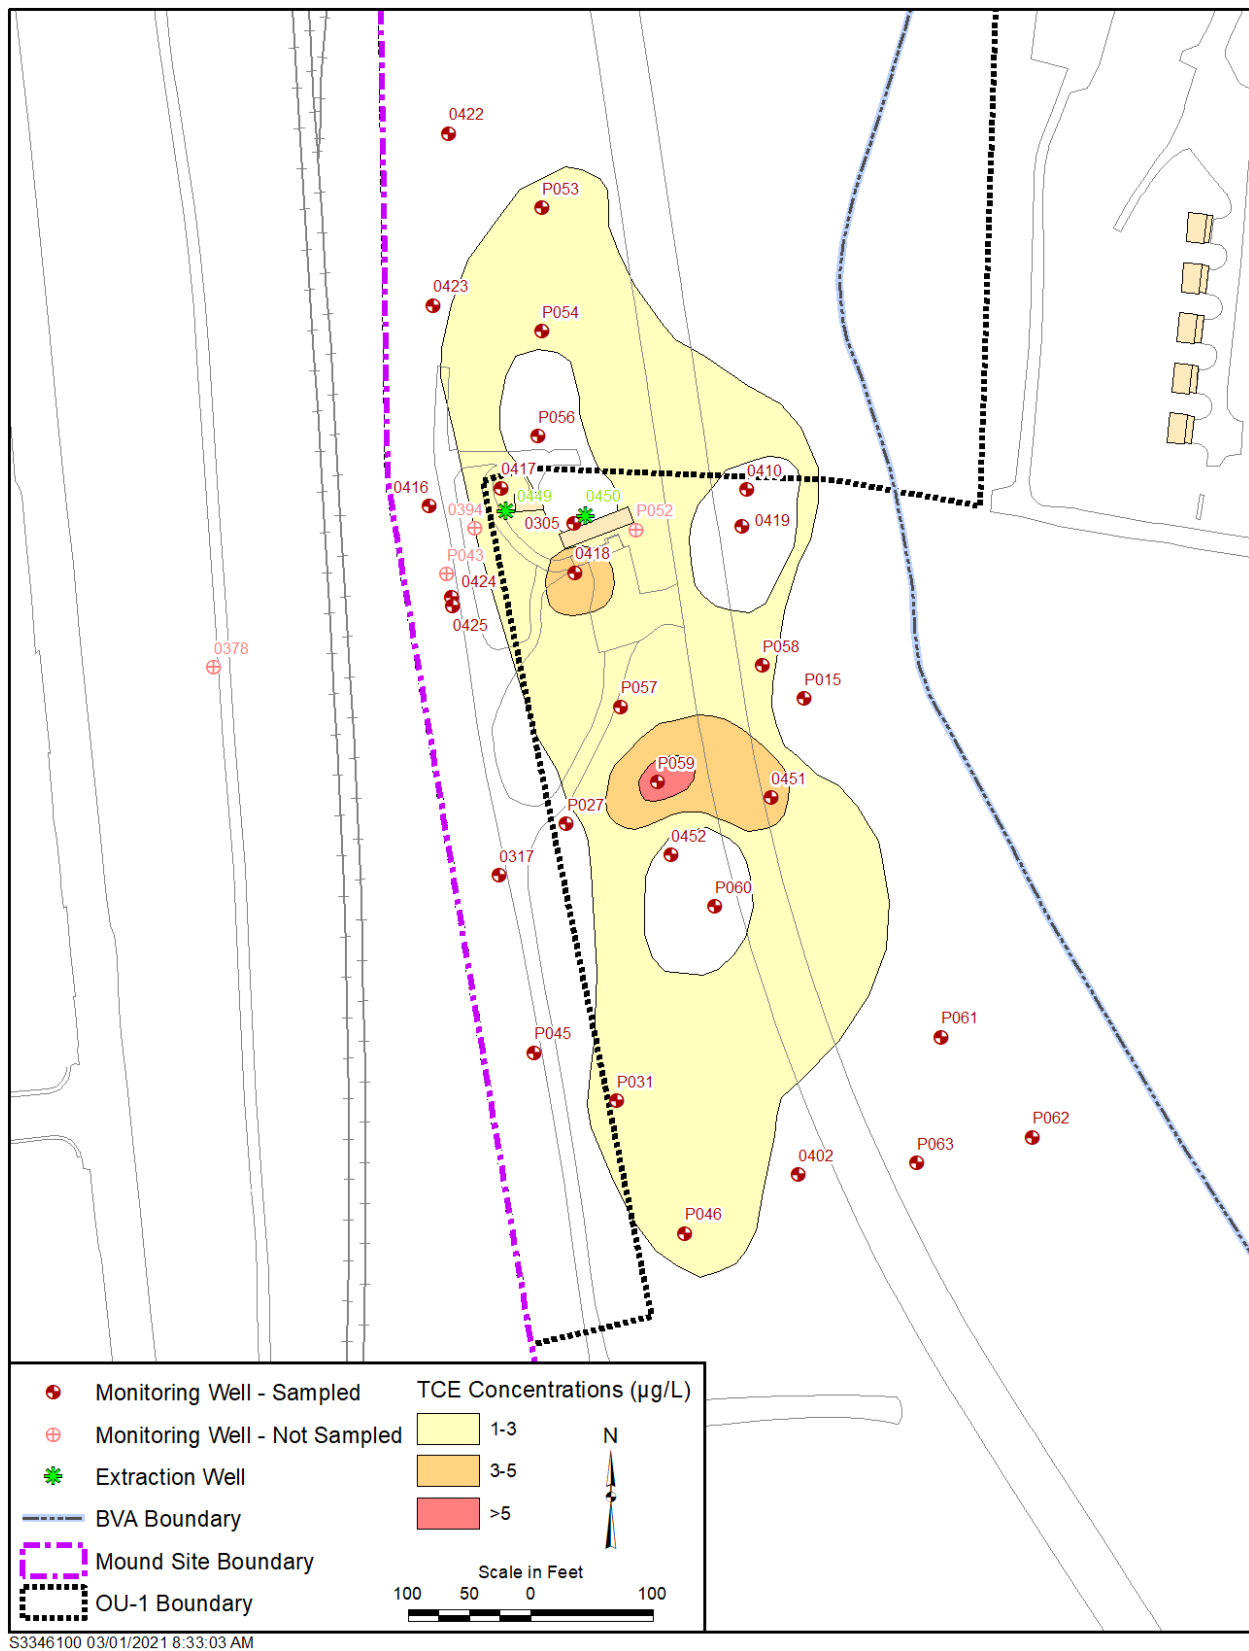 0422
P053
0423
P054
P056
0417
0410
0416
0449
0450
0394
0305
P052
0419
0418
P043
0424
0425
0378
P058
P057
P015
P059
0451
P027
0452
0317
P060
P061
P045
P031
P062
P063
0402
P046
Monitoring Well - Sampled
Monitoring Well - Not Sampled
Extraction Well
BVA Boundary
Mound Site Boundary
OU-1 Boundary
TCE Concentrations (µg/L)
1-3
3-5
>5
N
Scale in Feet
100 50 0 100
S3346100 03/01/2021 8:33:03 AM